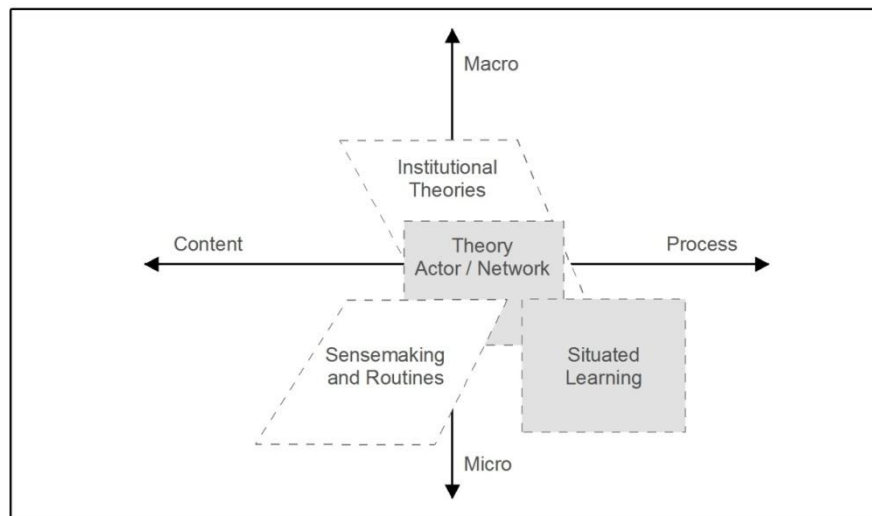 Macro
Institutional
Theories
Content
Theory
Actor / Network
Process
Sensemaking
and Routines
Situated
Learning
Micro